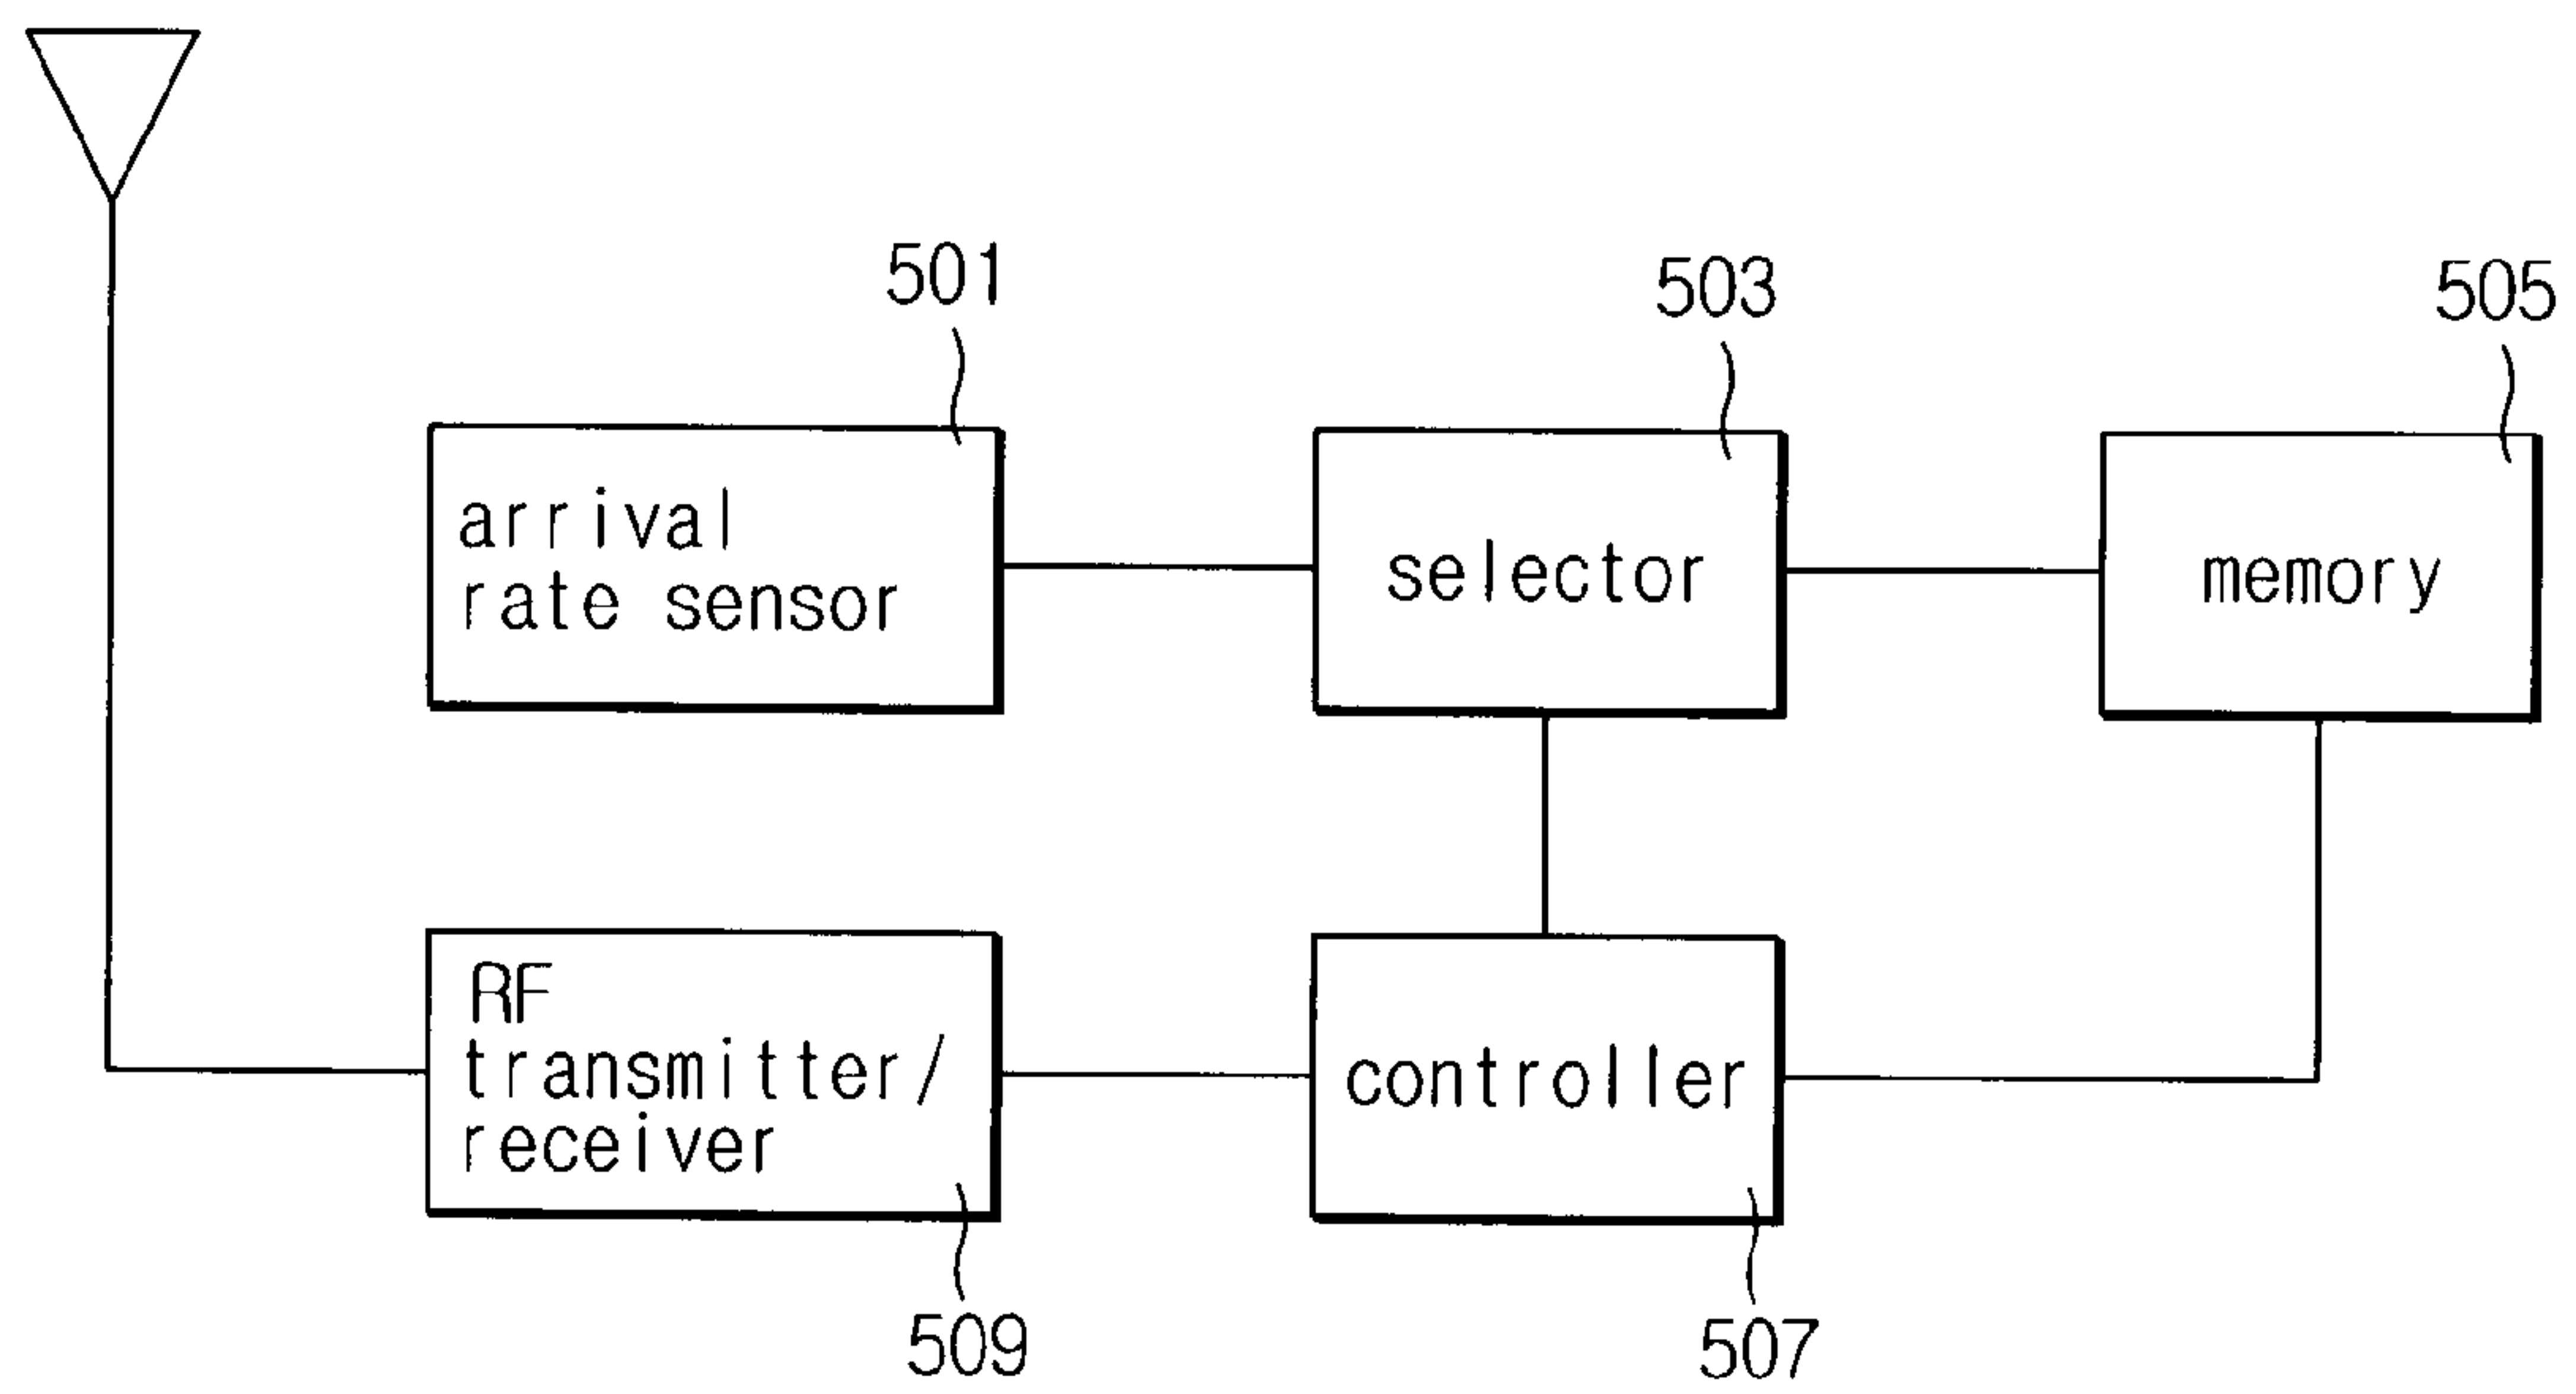 501
503
505
arrival
rate sensor
selector
memory
RF
transmitter/
receiver
controller
509
507